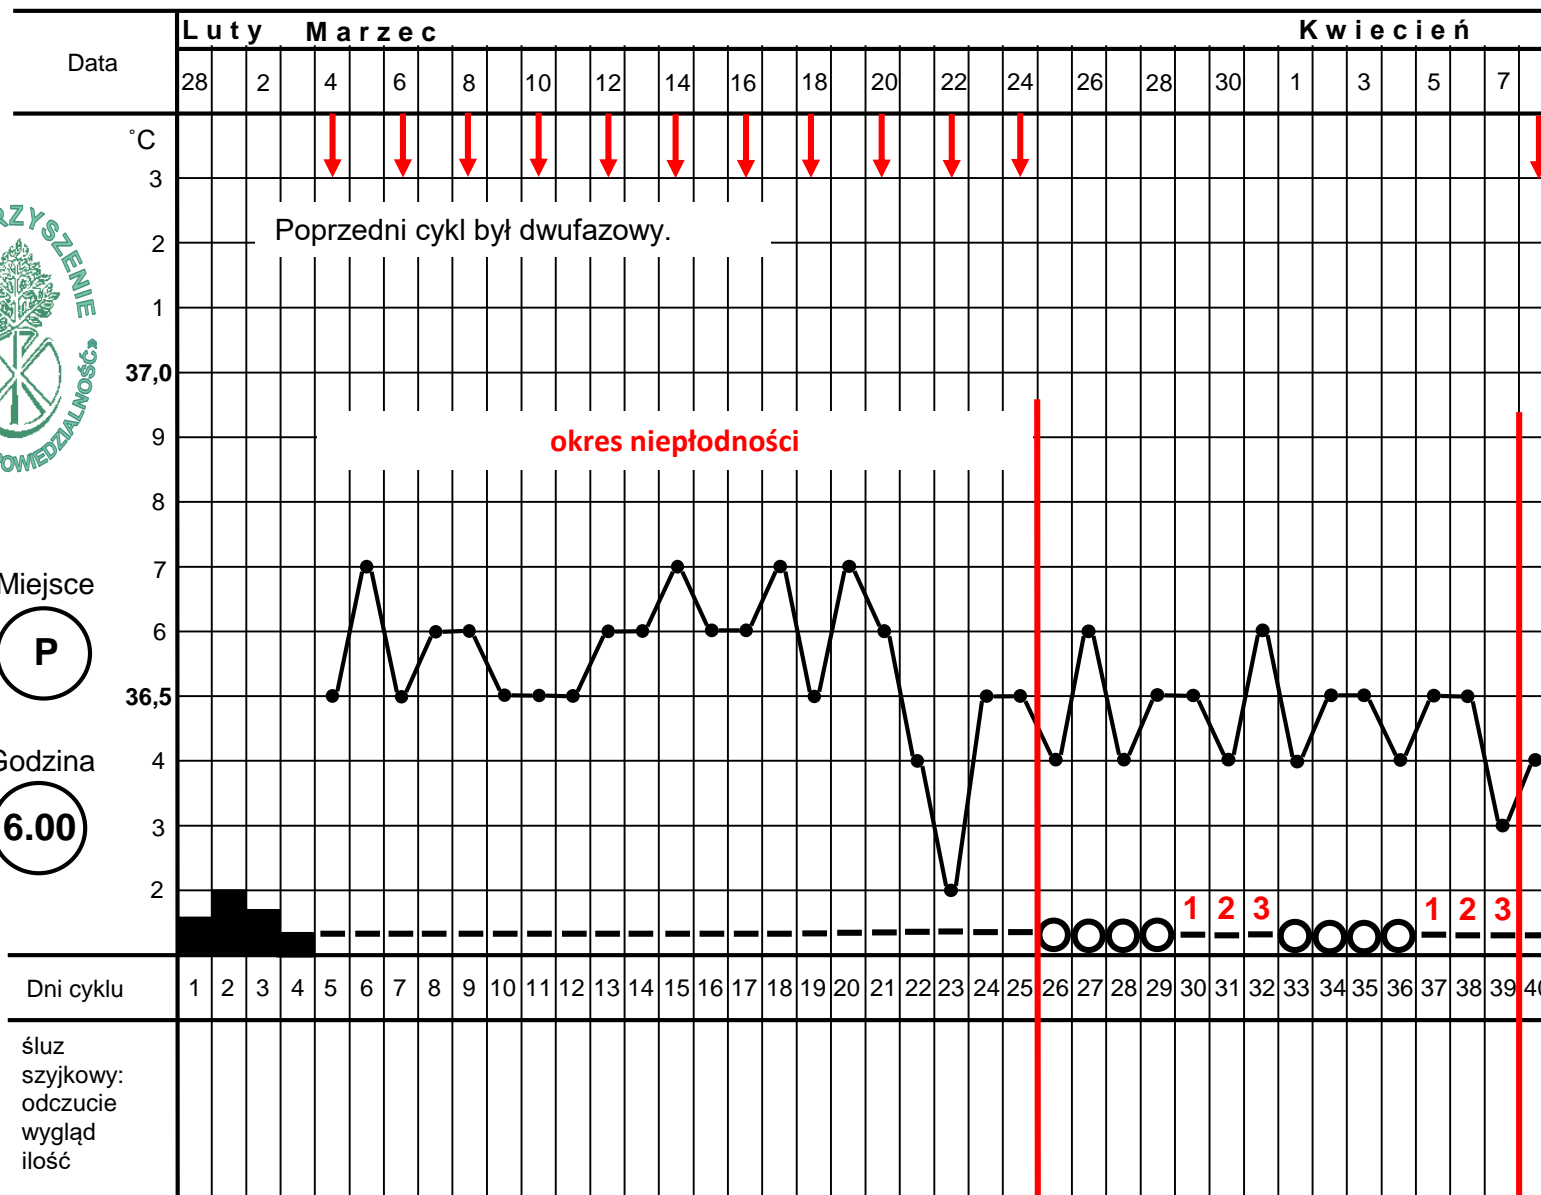 Luty Marzec Kwiecień
Data 28 2 4 6 8 10 12 14 16 18 20 22 24 26 28 30 1 3 5 7
°C
3
2 Poprzedni cykl był dwufazowy.
1
37,0
9 okres niepłodności
8
7
Miejsce
P 6
36,5
Godzina 4
6.00 3
2
1 2 3 1 2 3
Dni cyklu 1 2 3 4 5 6 7 8 9 10 11 12 13 14 15 16 17 18 19 20 21 22 23 24 25 26 27 28 29 30 31 32 33 34 35 36 37 38 39 40
śluz
szyjkowy:
odczucie
wygląd
ilość